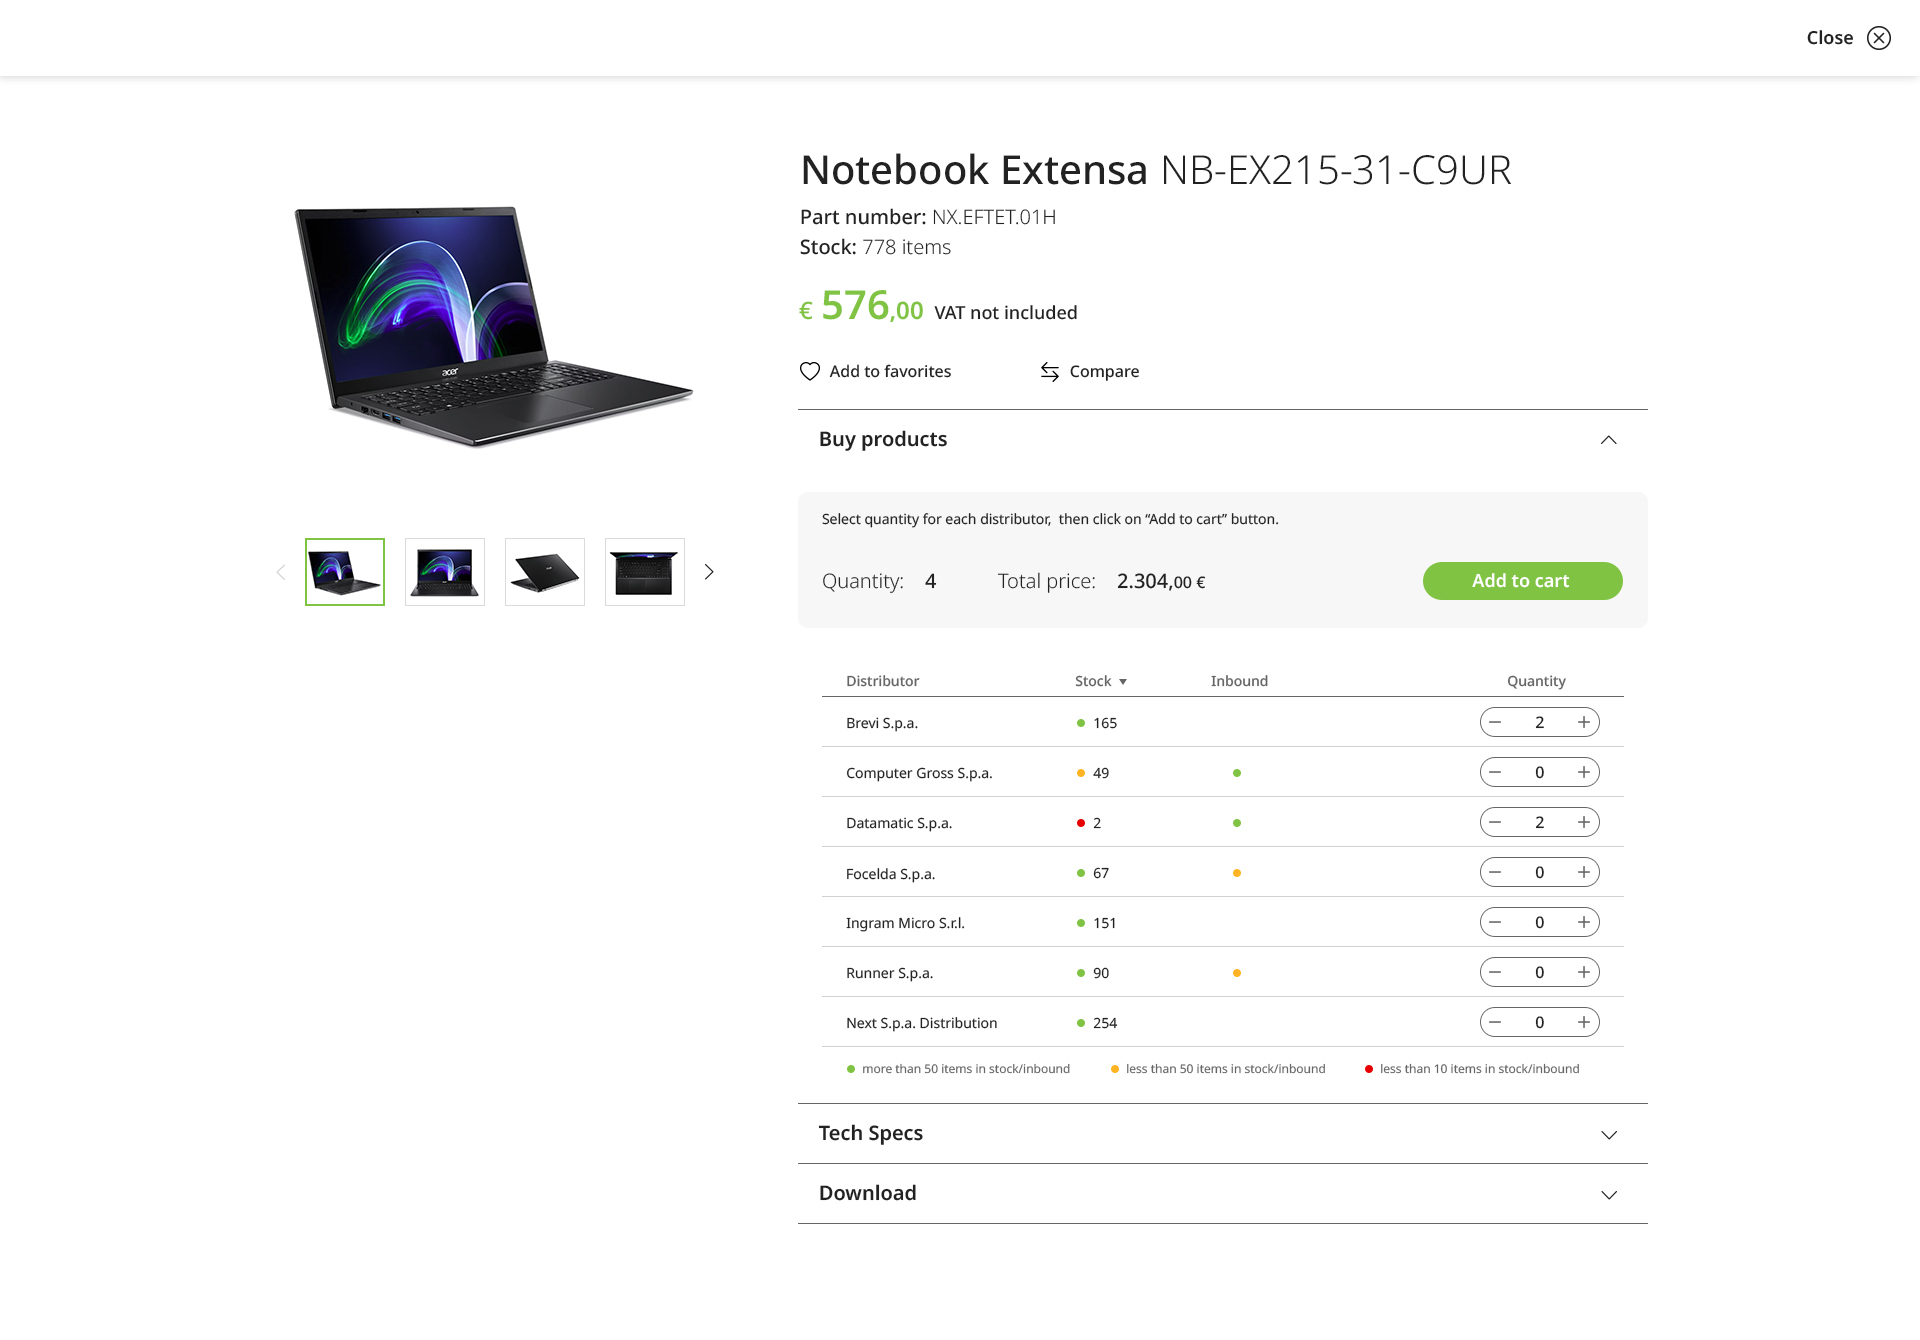 Close
Notebook Extensa NB-EX215-31-C9UR
Part number: NX.EFTET.01H
Stock: 778 items
€ 576,00 VAT not included
Add to favorites Compare
acer
Buy products
Select quantity for each distributor, then click on “Add to cart” button.
Quantity: 4 Total price: 2.304,00 € Add to cart
Distributor Stock Inbound Quantity
Brevi S.p.a. 165 2
Computer Gross S.p.a. 49 0
Datamatic S.p.a. 2 2
Focelda S.p.a. 67 0
Ingram Micro S.r.l. 151 0
Runner S.p.a. 90 0
Next S.p.a. Distribution 254 0
more than 50 items in stock/inbound less than 50 items in stock/inbound less than 10 items in stock/inbound
Tech Specs
Download